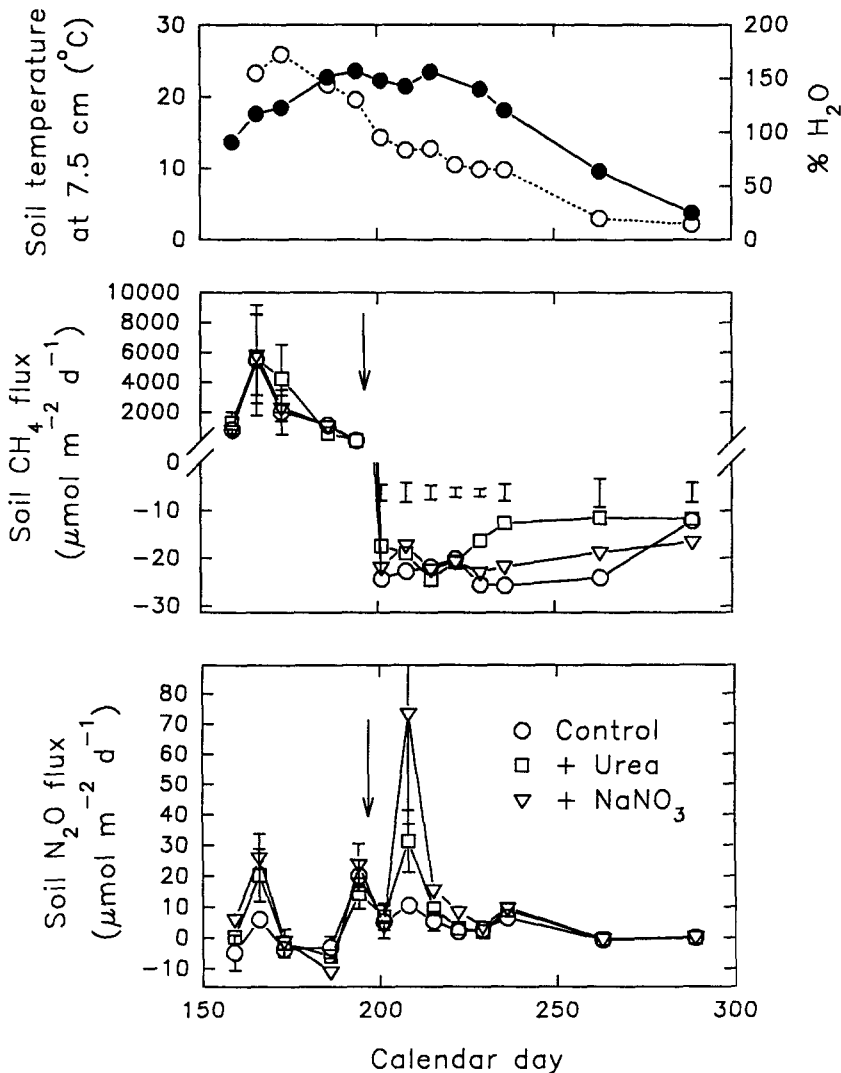 Soil temperature
at 7.5 cm (°C)
30
20
10
0
200
150
100
50
0
% H₂O
Soil CH₄ flux
(μmol m⁻² d⁻¹)
10000
8000
6000
4000
2000
0
-10
-20
-30
Soil N₂O flux
(μmol m⁻² d⁻¹)
80
70
60
50
40
30
20
10
0
-10
Control
+ Urea
+ NaNO₃
150
200
250
300
Calendar day